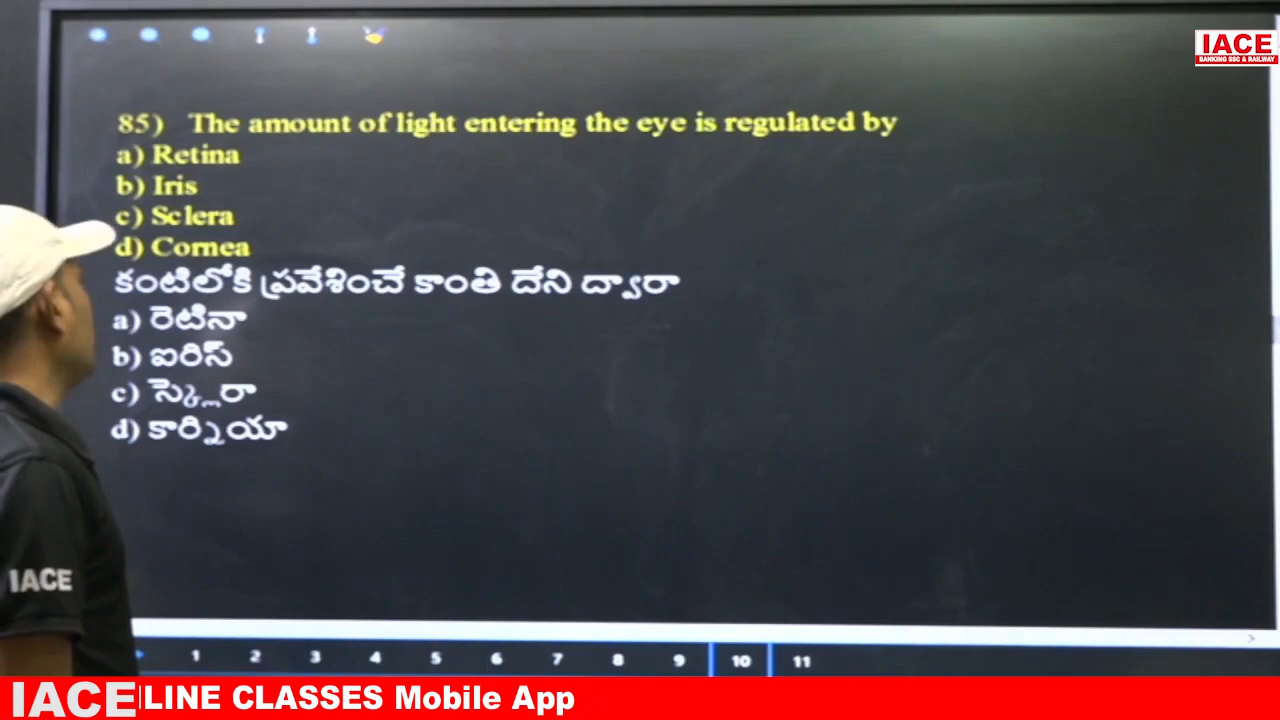 IACE
BANKING SSC & RAILWAY
85) The amount of light entering the eye is regulated by
a) Retina
b) Iris
c) Sclera
d) Cornea
కంటిలోకి ప్రవేశించే కాంతి దేని ద్వారా
a) రెటినా
b) ఐరిస్
c) స్క్లెరా
d) కార్నియా
IACE
1 2 3 4 5 6 7 8 9 10 11
IACE LINE CLASSES Mobile App